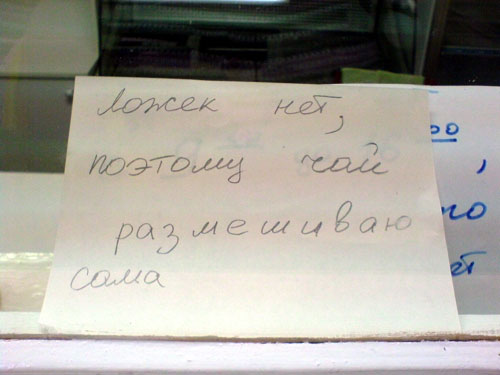 Ложек нет,
поэтому чай
размешиваю
сама